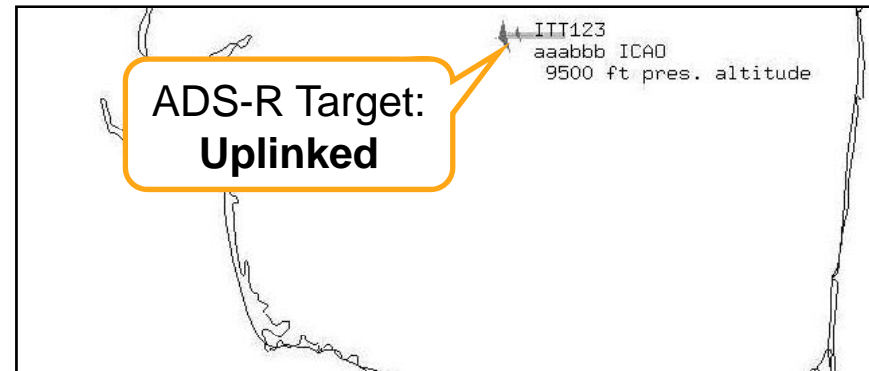 ITT123
aaabbb ICAO
9500 ft pres. altitude
ADS-R Target:
Uplinked